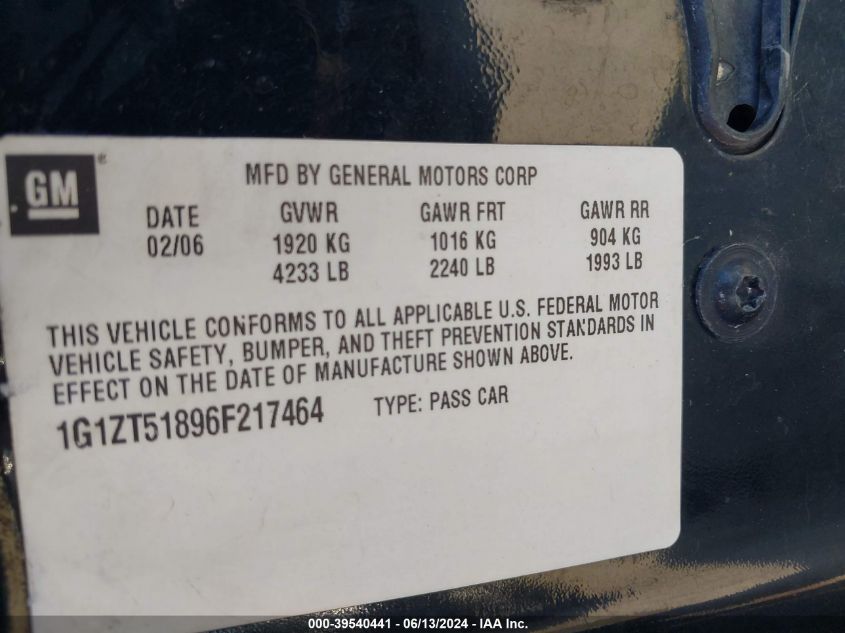 GM®
MFD BY GENERAL MOTORS CORP
DATE GVWR GAWR FRT GAWR RR
02/06 1920 KG 1016 KG 904 KG
4233 LB 2240 LB 1993 LB
THIS VEHICLE CONFORMS TO ALL APPLICABLE U.S. FEDERAL MOTOR
VEHICLE SAFETY, BUMPER, AND THEFT PREVENTION STANDARDS IN
EFFECT ON THE DATE OF MANUFACTURE SHOWN ABOVE.
1G1ZT51896F217464 TYPE: PASS CAR
000-39540441 - 06/13/2024 - IAA Inc.